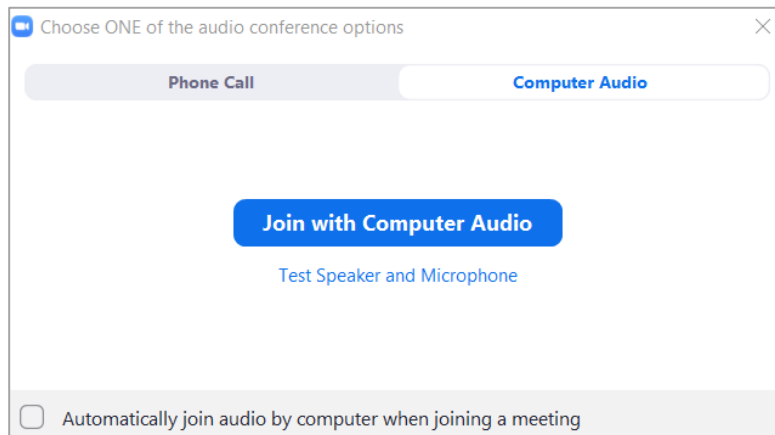 Choose ONE of the audio conference options
Phone Call
Computer Audio
Join with Computer Audio
Test Speaker and Microphone
Automatically join audio by computer when joining a meeting